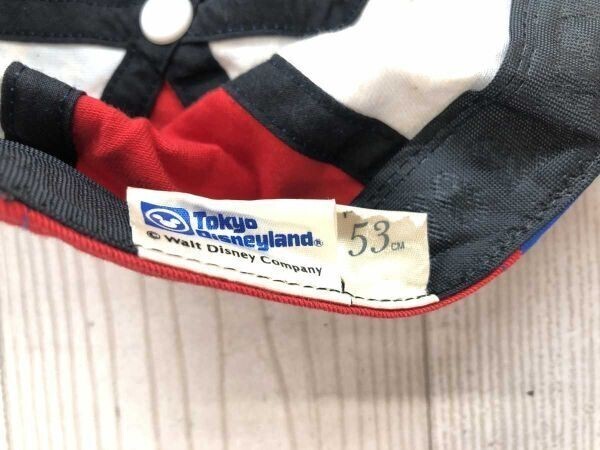 Tokyo
Disneyland®
© Walt Disney Company
53 CM